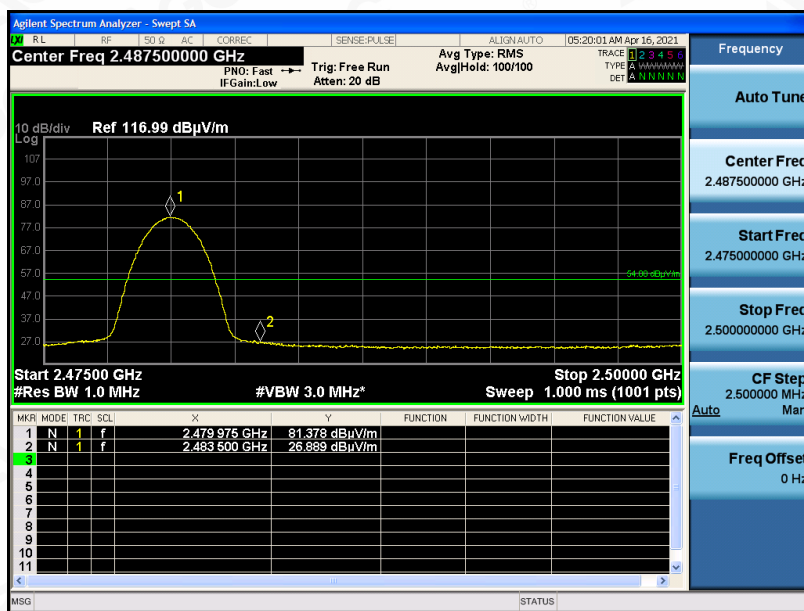 Agilent Spectrum Analyzer - Swept SA
LXI RL RF 50 Ω AC CORREC SENSE:PULSE ALIGN AUTO 05:20:01 AM Apr 16, 2021
Center Freq 2.487500000 GHz
PNO: Fast
IFGain:Low
Trig: Free Run
Atten: 20 dB
Avg Type: RMS
Avg|Hold: 100/100
TRACE 1 2 3 4 5 6
TYPE A WWWWW
DET A N N N N N
10 dB/div Ref 116.99 dBµV/m
Log
107
97.0
87.0
77.0
67.0
57.0
47.0
37.0
27.0
1
2
54.00 dBµV/m
Start 2.47500 GHz Stop 2.50000 GHz
#Res BW 1.0 MHz #VBW 3.0 MHz* Sweep 1.000 ms (1001 pts)
MKR MODE TRC SCL X Y FUNCTION FUNCTION WIDTH FUNCTION VALUE
1 N 1 f 2.479 975 GHz 81.378 dBµV/m
2 N 1 f 2.483 500 GHz 26.889 dBµV/m
3
4
5
6
7
8
9
10
11
MSG STATUS
Frequency
Auto Tune
Center Freq
2.487500000 GHz
Start Freq
2.475000000 GHz
Stop Freq
2.500000000 GHz
CF Step
2.500000 MHz
Auto Man
Freq Offset
0 Hz